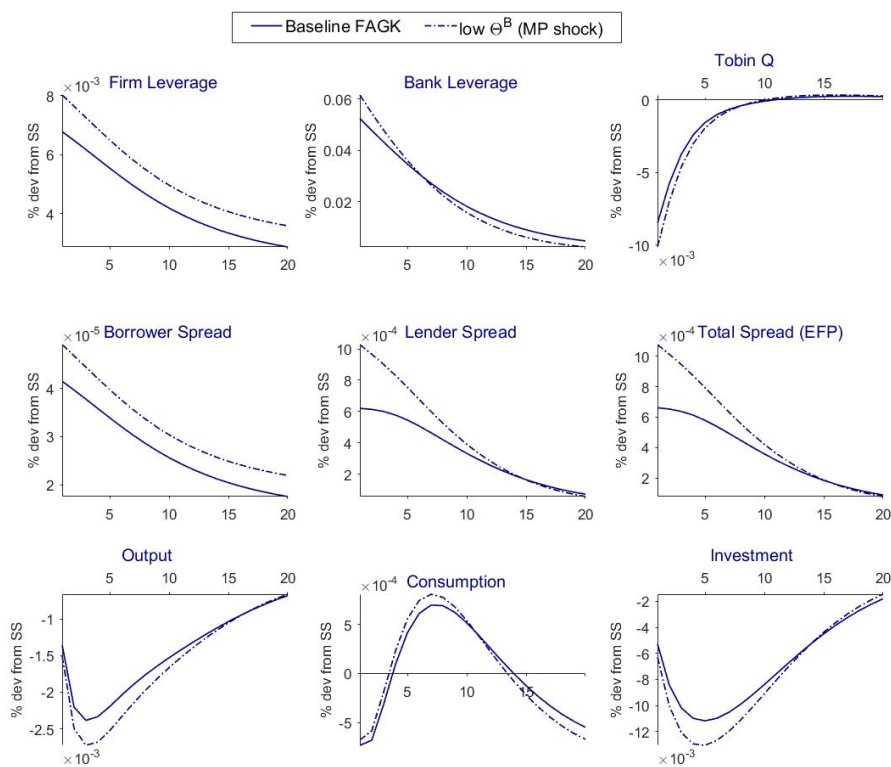 Baseline FAGK low Θ^B (MP shock)
Firm Leverage
×10^-3
8
6
4
% dev from SS
5 10 15 20
Bank Leverage
0.06
0.04
0.02
% dev from SS
5 10 15 20
Tobin Q
5 10 15
0
-5
-10
% dev from SS
×10^-3
Borrower Spread
×10^-5
4
3
2
% dev from SS
5 10 15 20
Lender Spread
×10^-4
10
8
6
4
2
% dev from SS
5 10 15 20
Total Spread (EFP)
×10^-4
10
8
6
4
2
% dev from SS
5 10 15 20
Output
5 10 15 20
-1
-1.5
-2
-2.5
% dev from SS
×10^-3
Consumption
×10^-4
5
0
-5
% dev from SS
5 10 15
Investment
5 10 15 20
-2
-4
-6
-8
-10
-12
% dev from SS
×10^-3